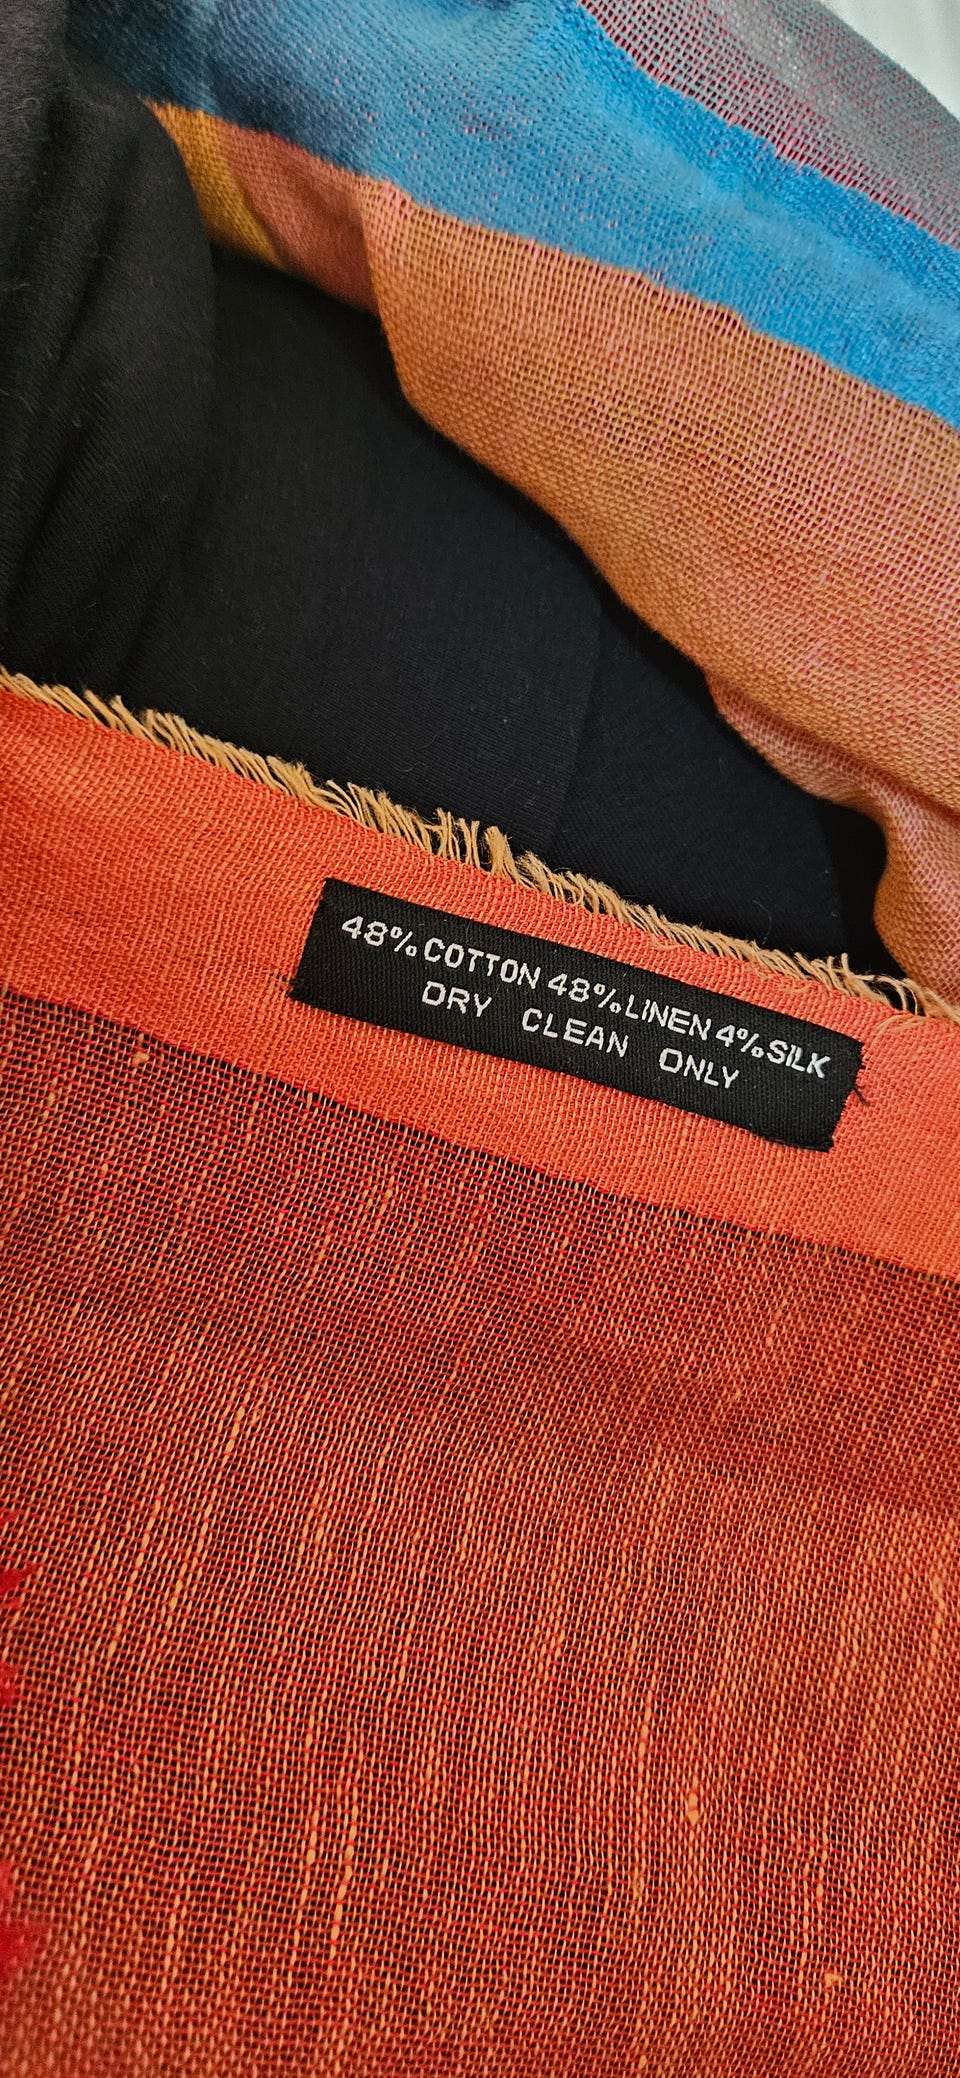 48% COTTON 48% LINEN 4% SILK
DRY CLEAN ONLY